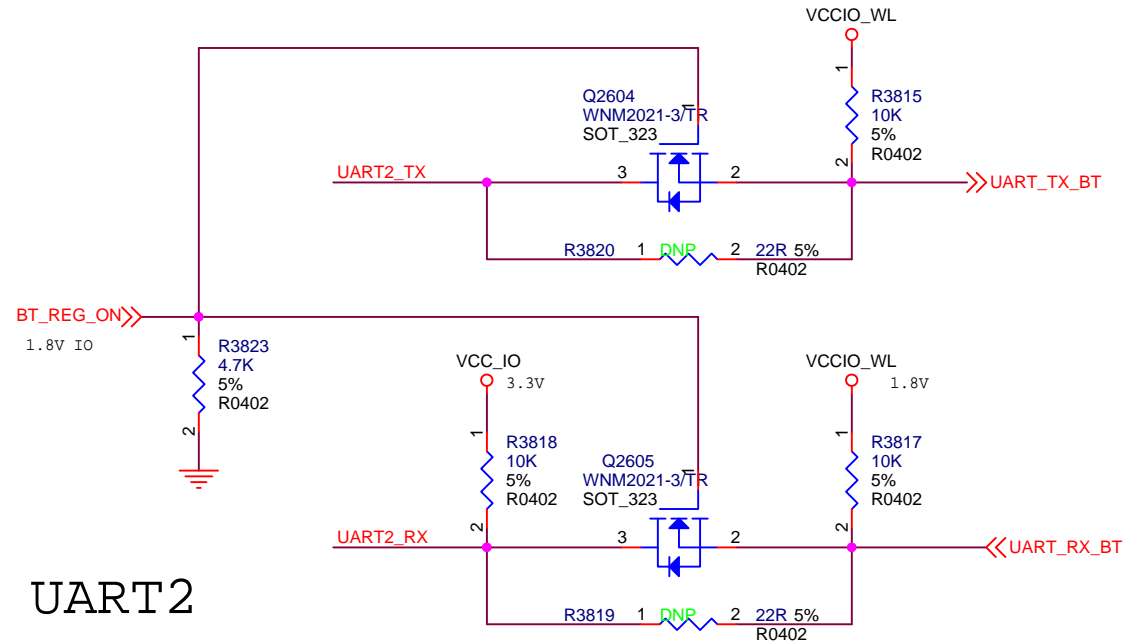 VCCIO_WL
1
R3815
10K
5%
R0402
2
Q2604
WNM2021-3/TR
SOT_323
1
UART2_TX
3
2
UART_TX_BT
R3820
1
DNP
2
22R 5%
R0402
BT_REG_ON
1.8V IO
1
R3823
4.7K
5%
R0402
2
VCC_IO
3.3V
1
R3818
10K
5%
R0402
2
Q2605
WNM2021-3/TR
SOT_323
1
VCCIO_WL
1.8V
1
R3817
10K
5%
R0402
2
UART2_RX
3
2
UART_RX_BT
R3819
1
DNP
2
22R 5%
R0402
UART2